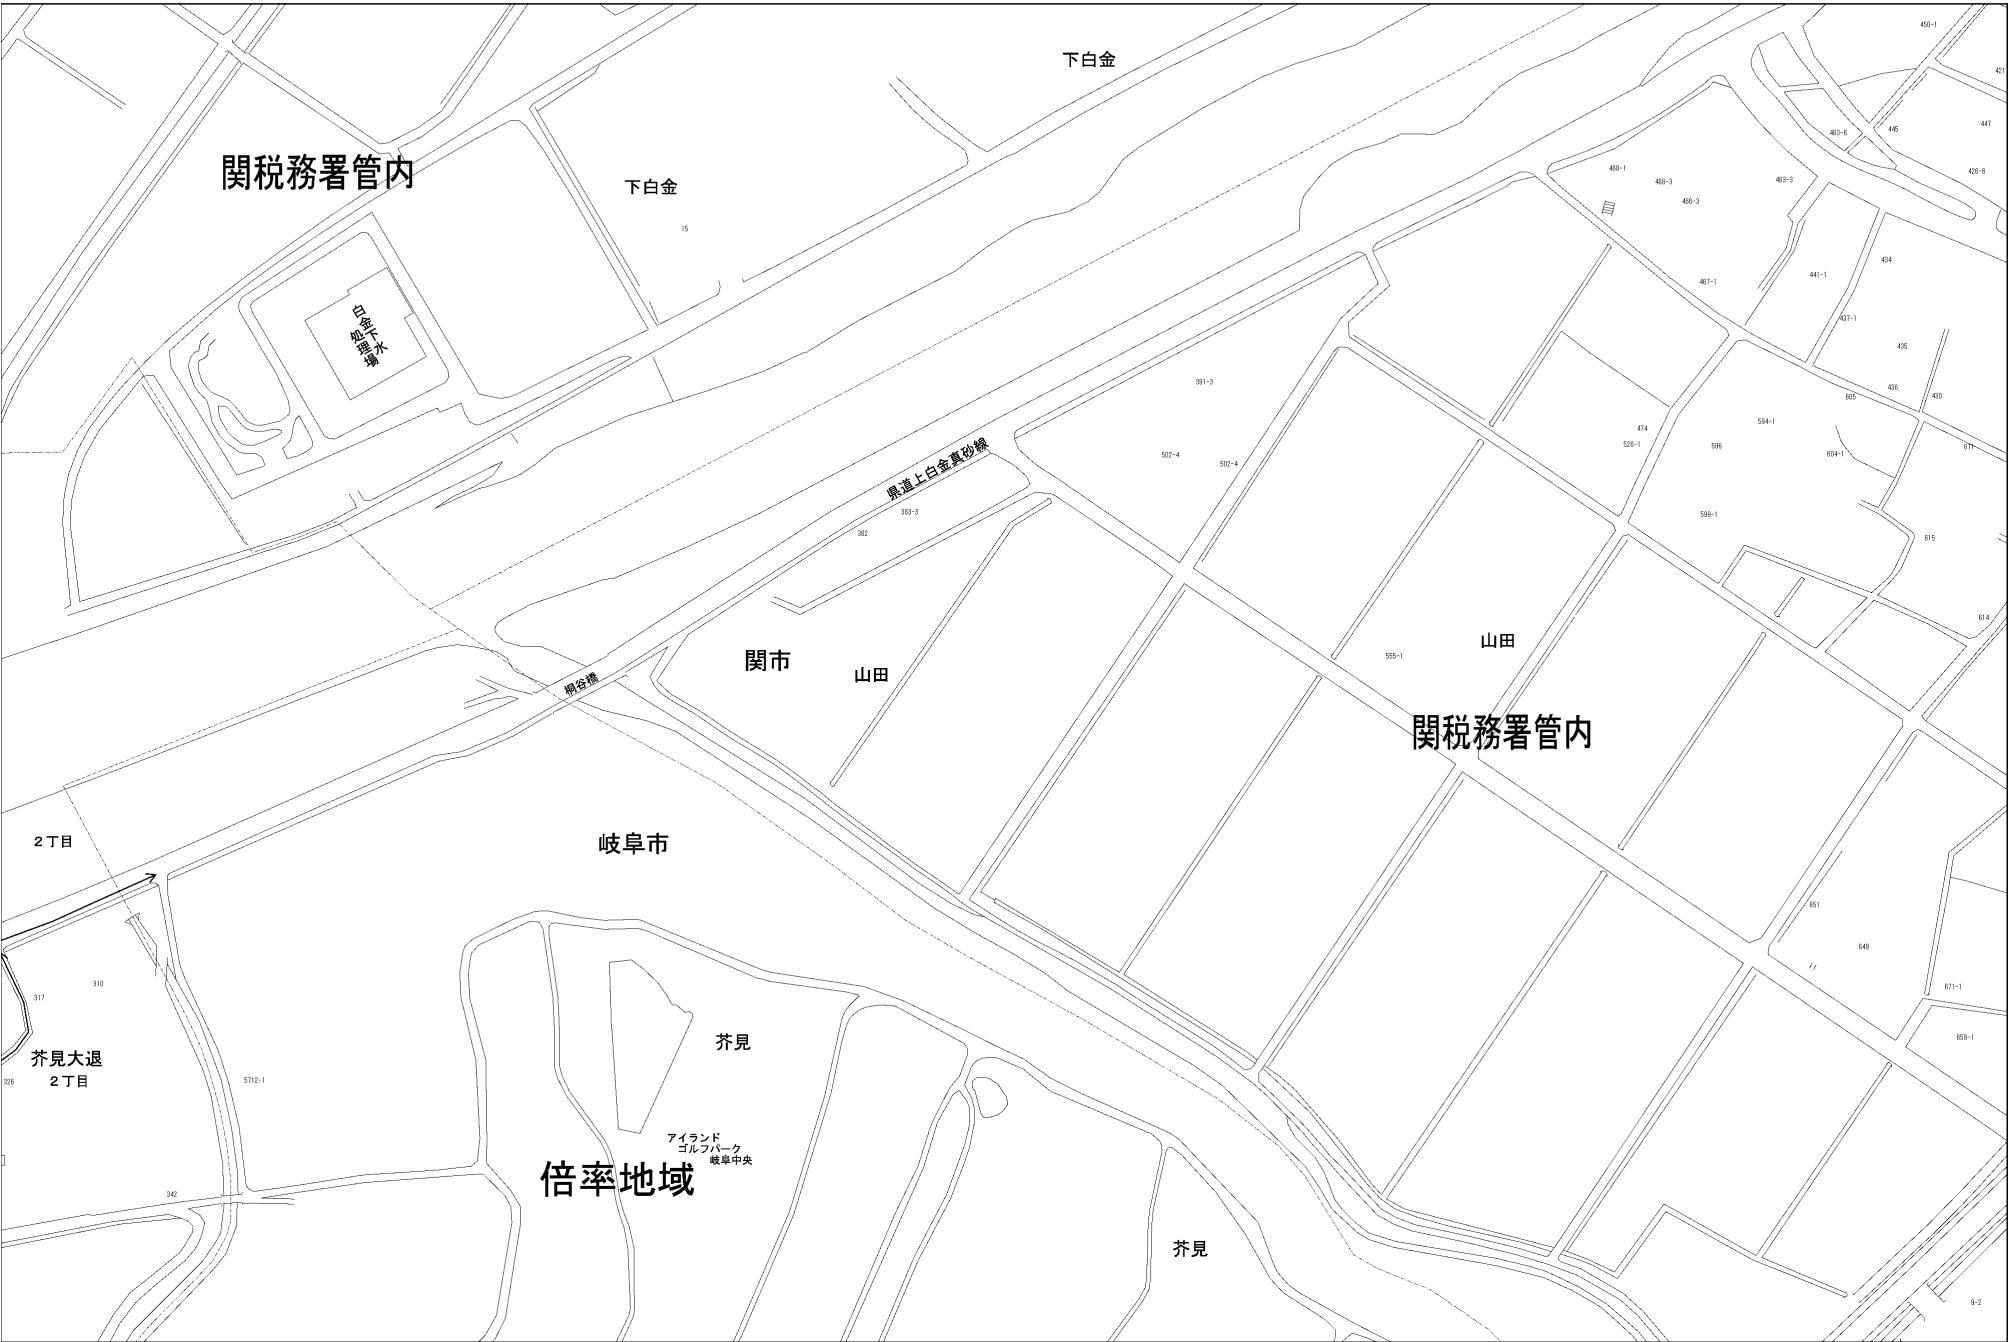 450-1
下白金
421
447
445
463-6
関税務署管内
468-1
426-6
468-3
463-3
下白金
466-3
15
434
441-1
467-1
437-1
白金下水
処理場
435
391-3
436
430
605
594-1
474
526-1
596
611
県道上白金真砂線
502-4
604-1
502-4
383-3
599-1
382
615
614
山田
555-1
関市
山田
桐谷橋
関税務署管内
2丁目
岐阜市
651
649
310
671-1
317
659-1
芥見
芥見大退
2丁目
326
5712-1
アイランド
ゴルフパーク
岐阜中央
倍率地域
342
芥見
9-2